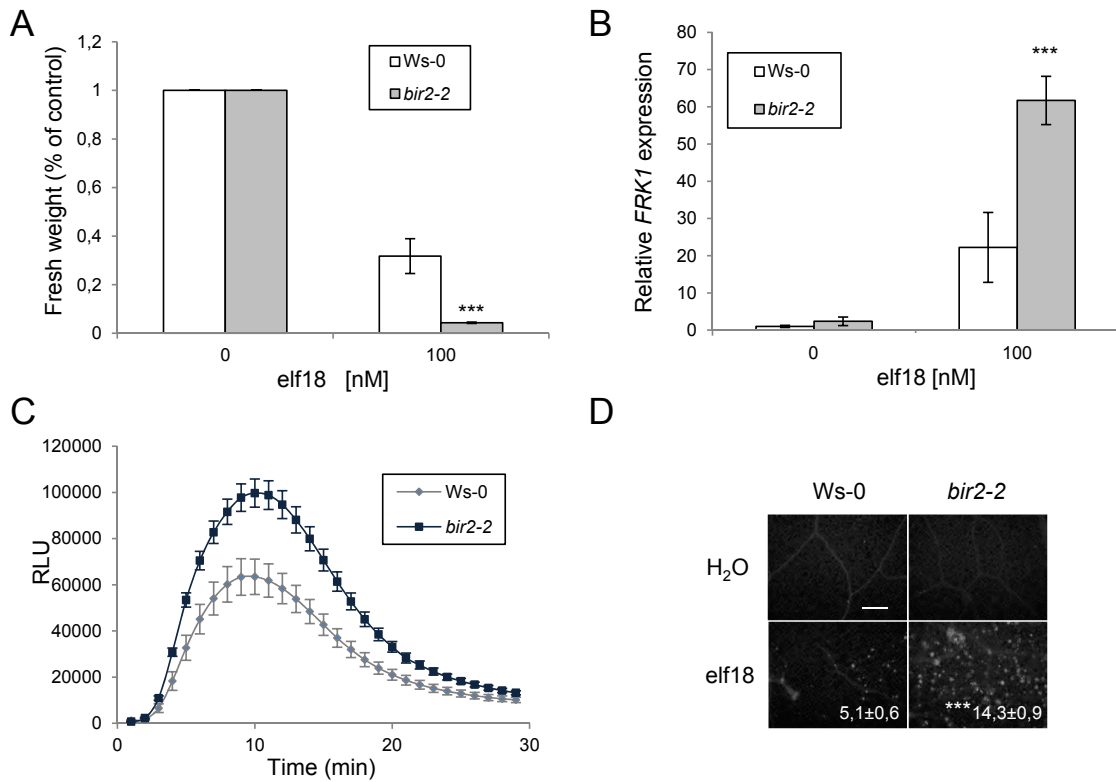 A
Fresh weight (% of control)
1,2
1
0,8
0,6
0,4
0,2
0
Ws-0
bir2-2
***
0
100
elf18 [nM]
B
Relative FRK1 expression
80
70
60
50
40
30
20
10
0
Ws-0
bir2-2
***
0
100
elf18 [nM]
C
RLU
120000
100000
80000
60000
40000
20000
0
Ws-0
bir2-2
0
10
20
30
Time (min)
D
Ws-0
bir2-2
H₂O
elf18
5,1±0,6
***14,3±0,9